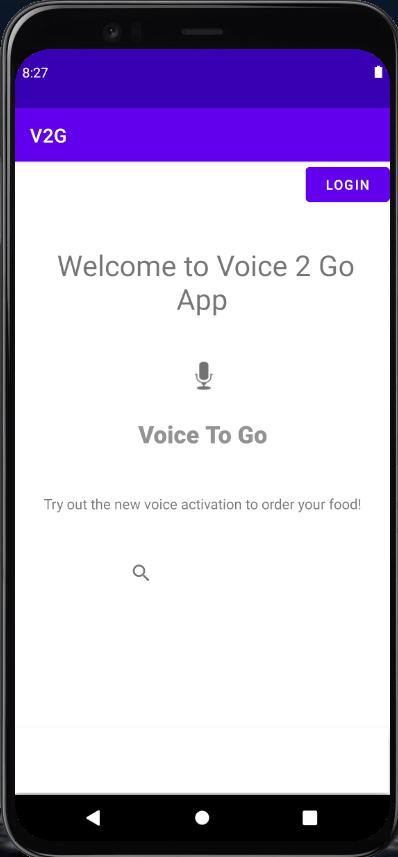 8:27
V2G
LOGIN
Welcome to Voice 2 Go
App
Voice To Go
Try out the new voice activation to order your food!